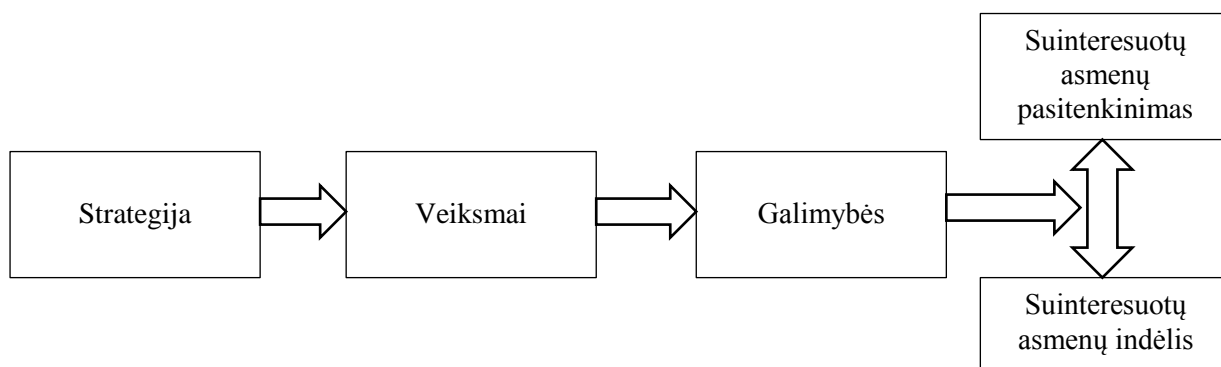 Suinteresuotų
asmenų
pasitenkinimas
Strategija
Veiksmai
Galimybės
Suinteresuotų
asmenų indėlis